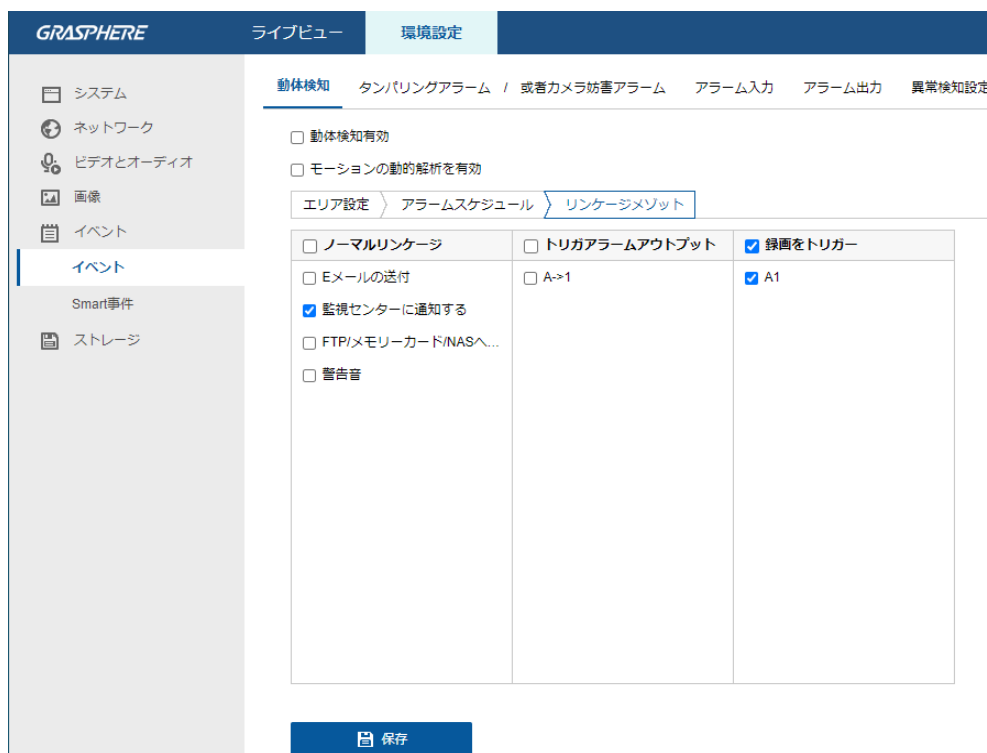 GRASPHERE ライブビュー 環境設定
システム
ネットワーク
ビデオとオーディオ
画像
イベント
イベント
Smart事件
ストレージ
動体検知 タンパリングアラーム / 或者カメラ妨害アラーム アラーム入力 アラーム出力 異常検知設定
動体検知有効
モーションの動的解析を有効
エリア設定 アラームスケジュール リンケージメゾット
ノーマルリンケージ トリガアラームアウトプット 録画をトリガー
Eメールの送付 A->1 A1
監視センターに通知する
FTP/メモリーカード/NASへ...
警告音
保存